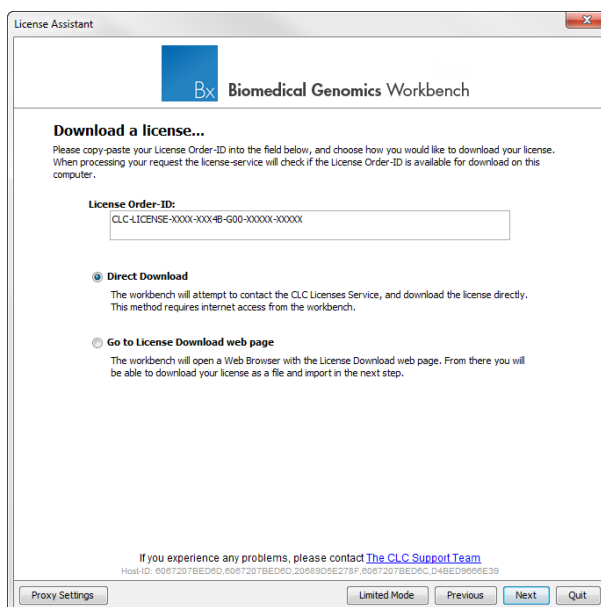 License Assistant
Bx Biomedical Genomics Workbench
Download a license...
Please copy-paste your License Order-ID into the field below, and choose how you would like to download your license.
When processing your request the license-service will check if the License Order-ID is available for download on this
computer.
License Order-ID:
CLC-LICENSE-XXXX-XXX4B-G00-XXXXX-XXXXX
Direct Download
The workbench will attempt to contact the CLC Licenses Service, and download the license directly.
This method requires internet access from the workbench.
Go to License Download web page
The workbench will open a Web Browser with the License Download web page. From there you will
be able to download your license as a file and import in the next step.
If you experience any problems, please contact The CLC Support Team
Host-ID: 6067207BED6D,6067207BED6D,20689D5E278F,6067207BED6C,D4BED9666E39
Proxy Settings Limited Mode Previous Next Quit